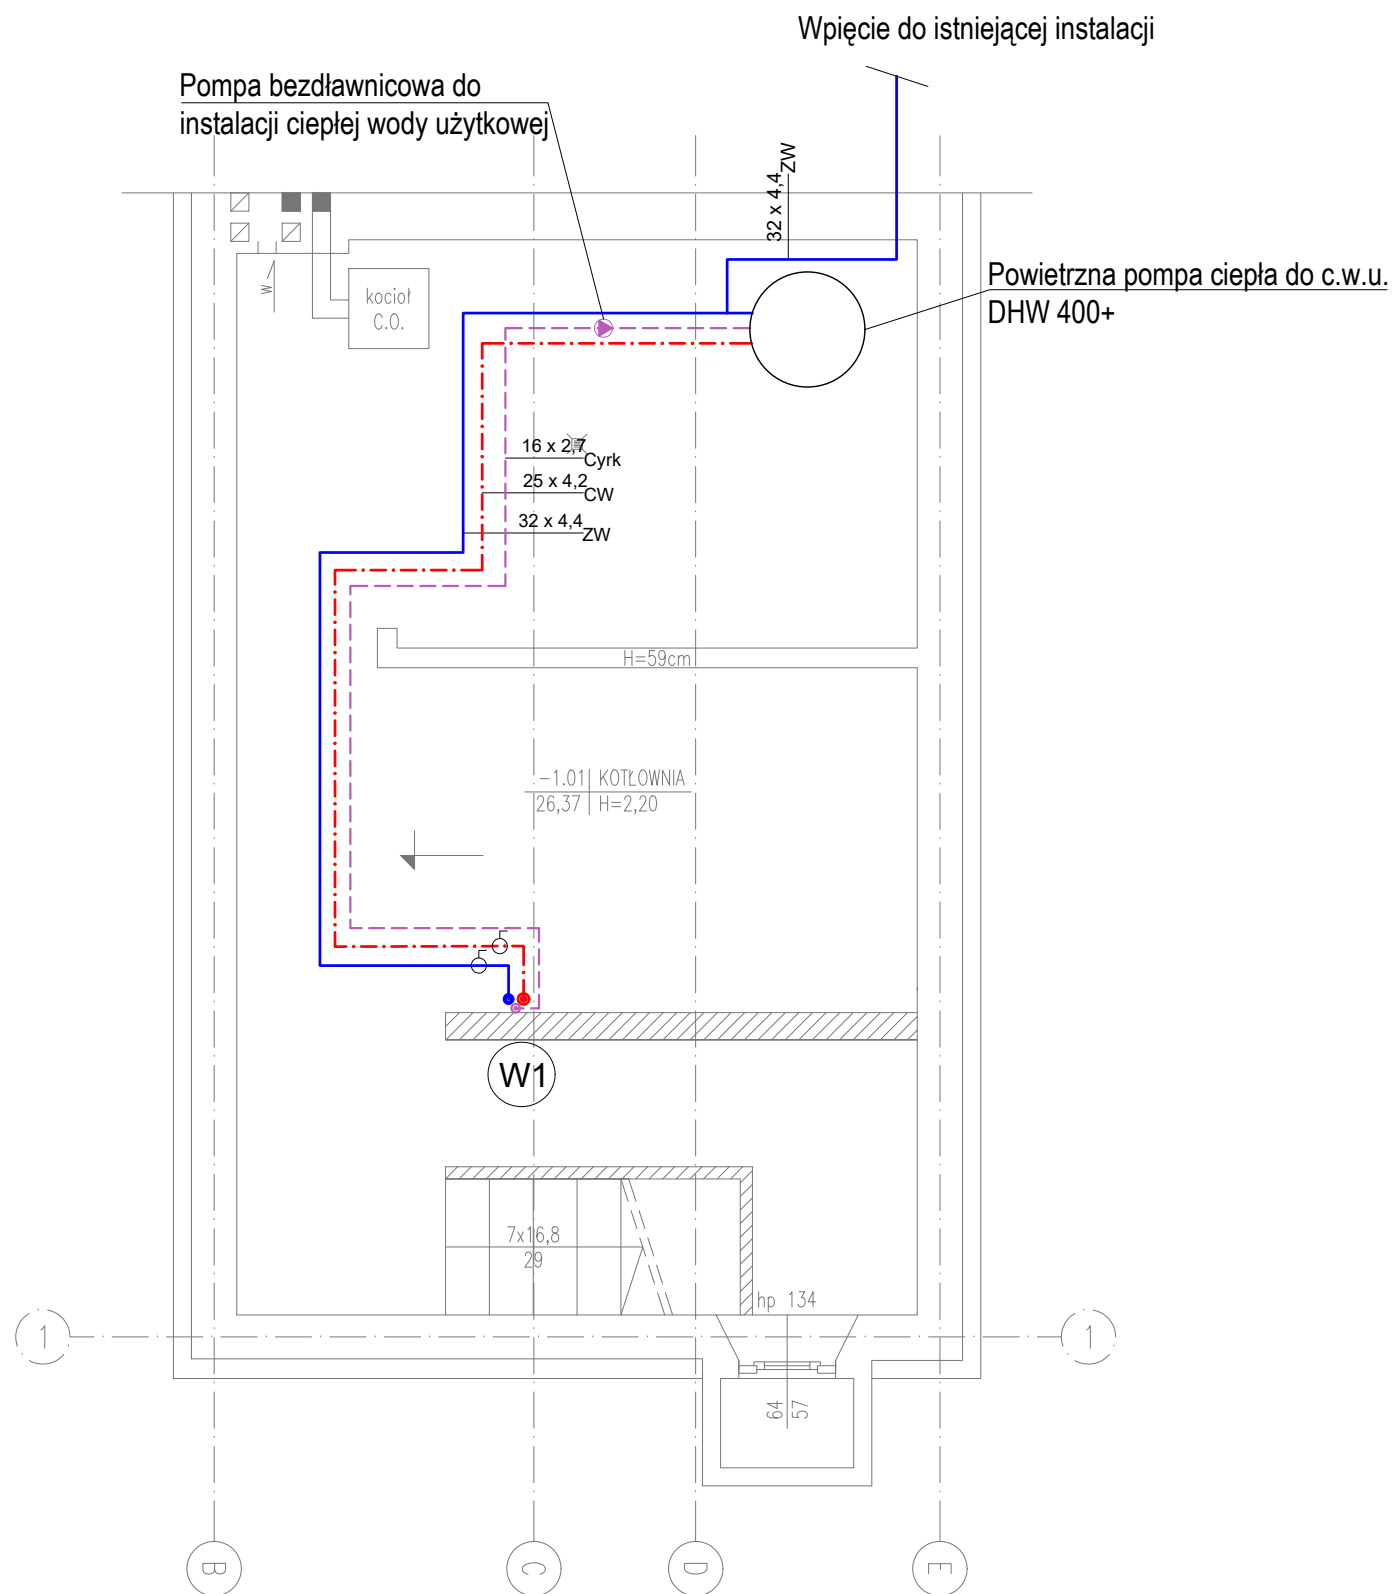 Wpięcie do istniejącej instalacji
Pompa bezdławnicowa do
instalacji ciepłej wody użytkowej
32 x 4,4
ZW
Powietrzna pompa ciepła do c.w.u.
DHW 400+
W
kocioł
C.O.
16 x 2,7
Cyrk
25 x 4,2
CW
32 x 4,4
ZW
H=59cm
-1.01 KOTŁOWNIA
26,37 H=2,20
W1
7x16,8
29
hp 134
1
1
64
57
B
C
D
E